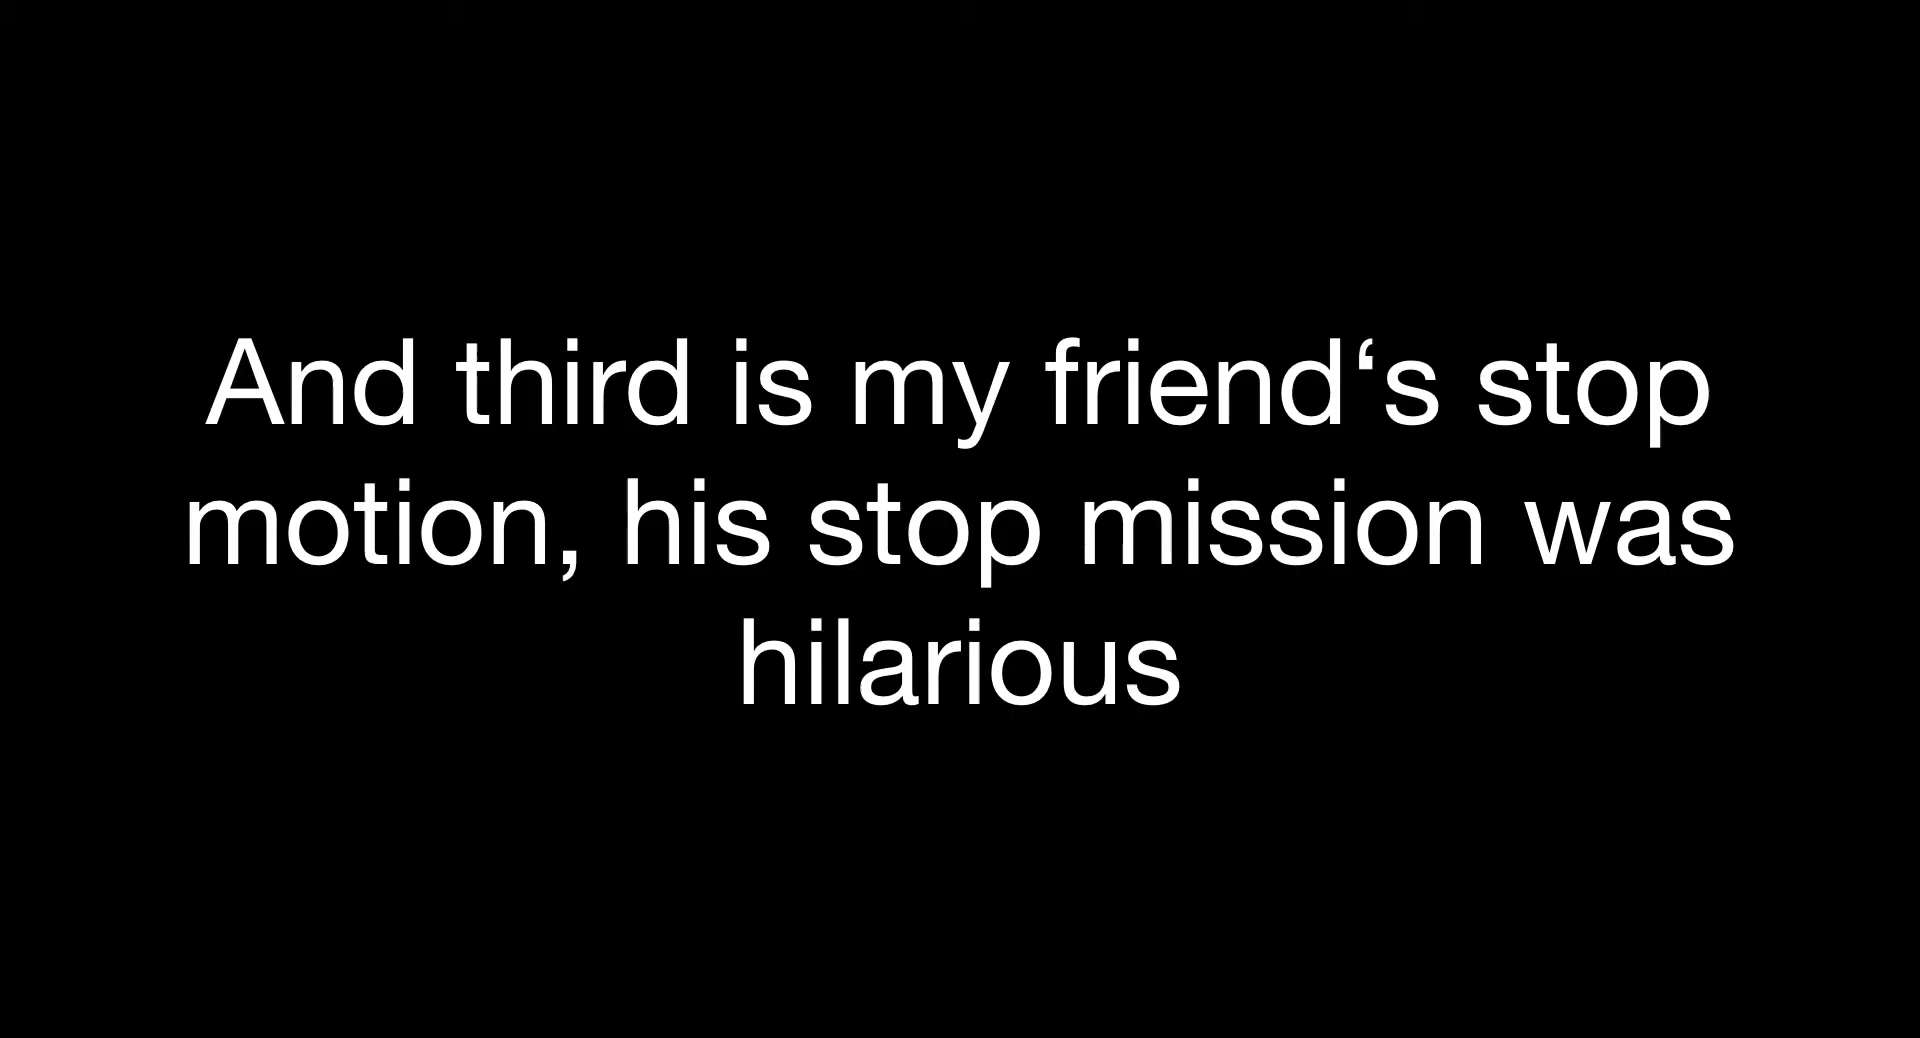 And third is my friend‘s stop
motion, his stop mission was
hilarious